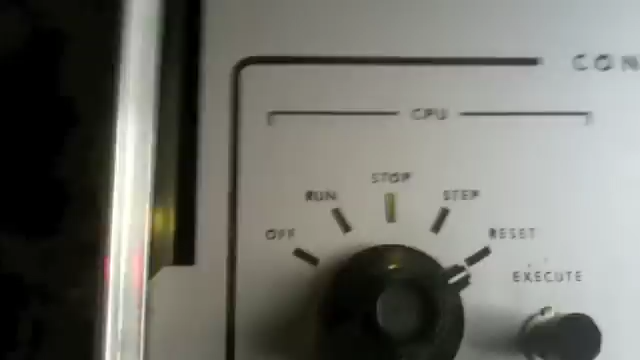 CON
CPU
STOP
RUN
STEP
OFF
RESET
EXECUTE